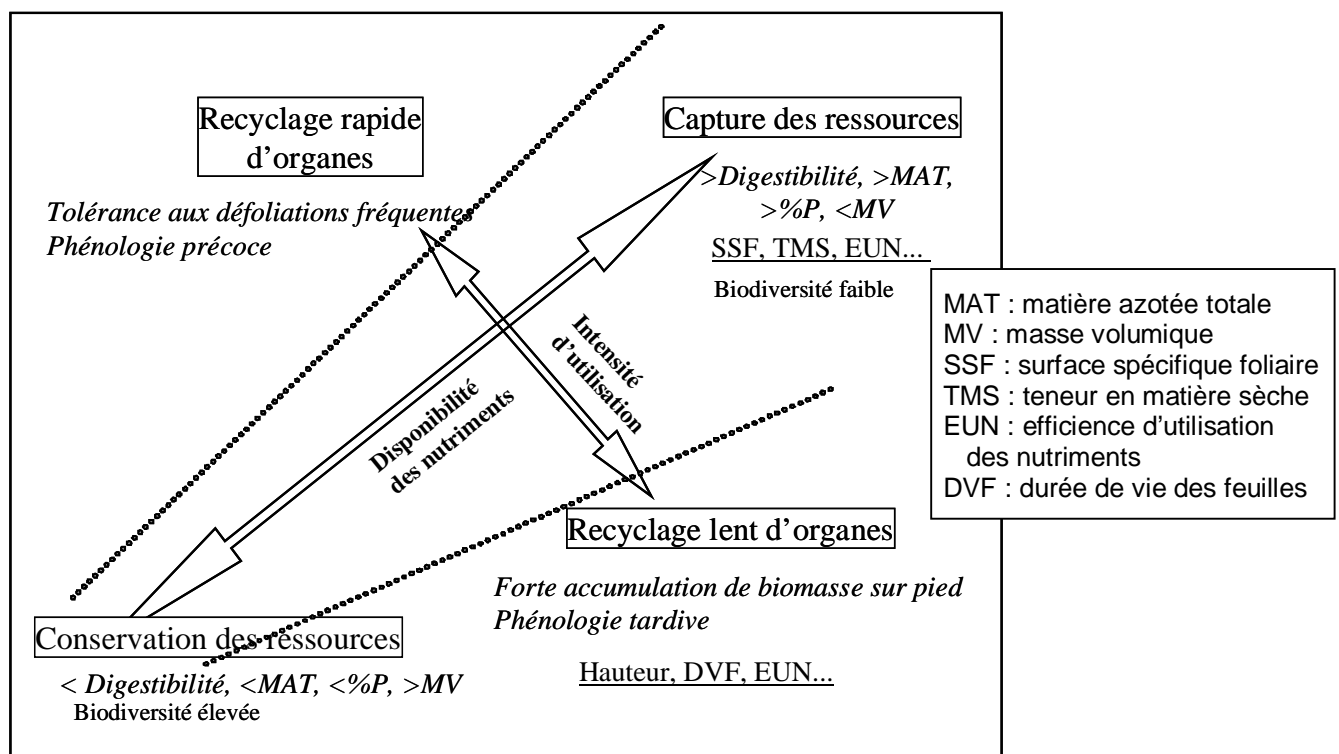 Recyclage rapide
d’organes
Tolérance aux défoliations fréquentes
Phénologie précoce
Capture des ressources
>Digestibilité, >MAT,
>%P, <MV
SSF, TMS, EUN...
Biodiversité faible
Intensité
d’utilisation
Disponibilité
des nutriments
MAT : matière azotée totale
MV : masse volumique
SSF : surface spécifique foliaire
TMS : teneur en matière sèche
EUN : efficience d’utilisation
des nutriments
DVF : durée de vie des feuilles
Recyclage lent d’organes
Forte accumulation de biomasse sur pied
Phénologie tardive
Hauteur, DVF, EUN...
Conservation des ressources
< Digestibilité, <MAT, <%P, >MV
Biodiversité élevée